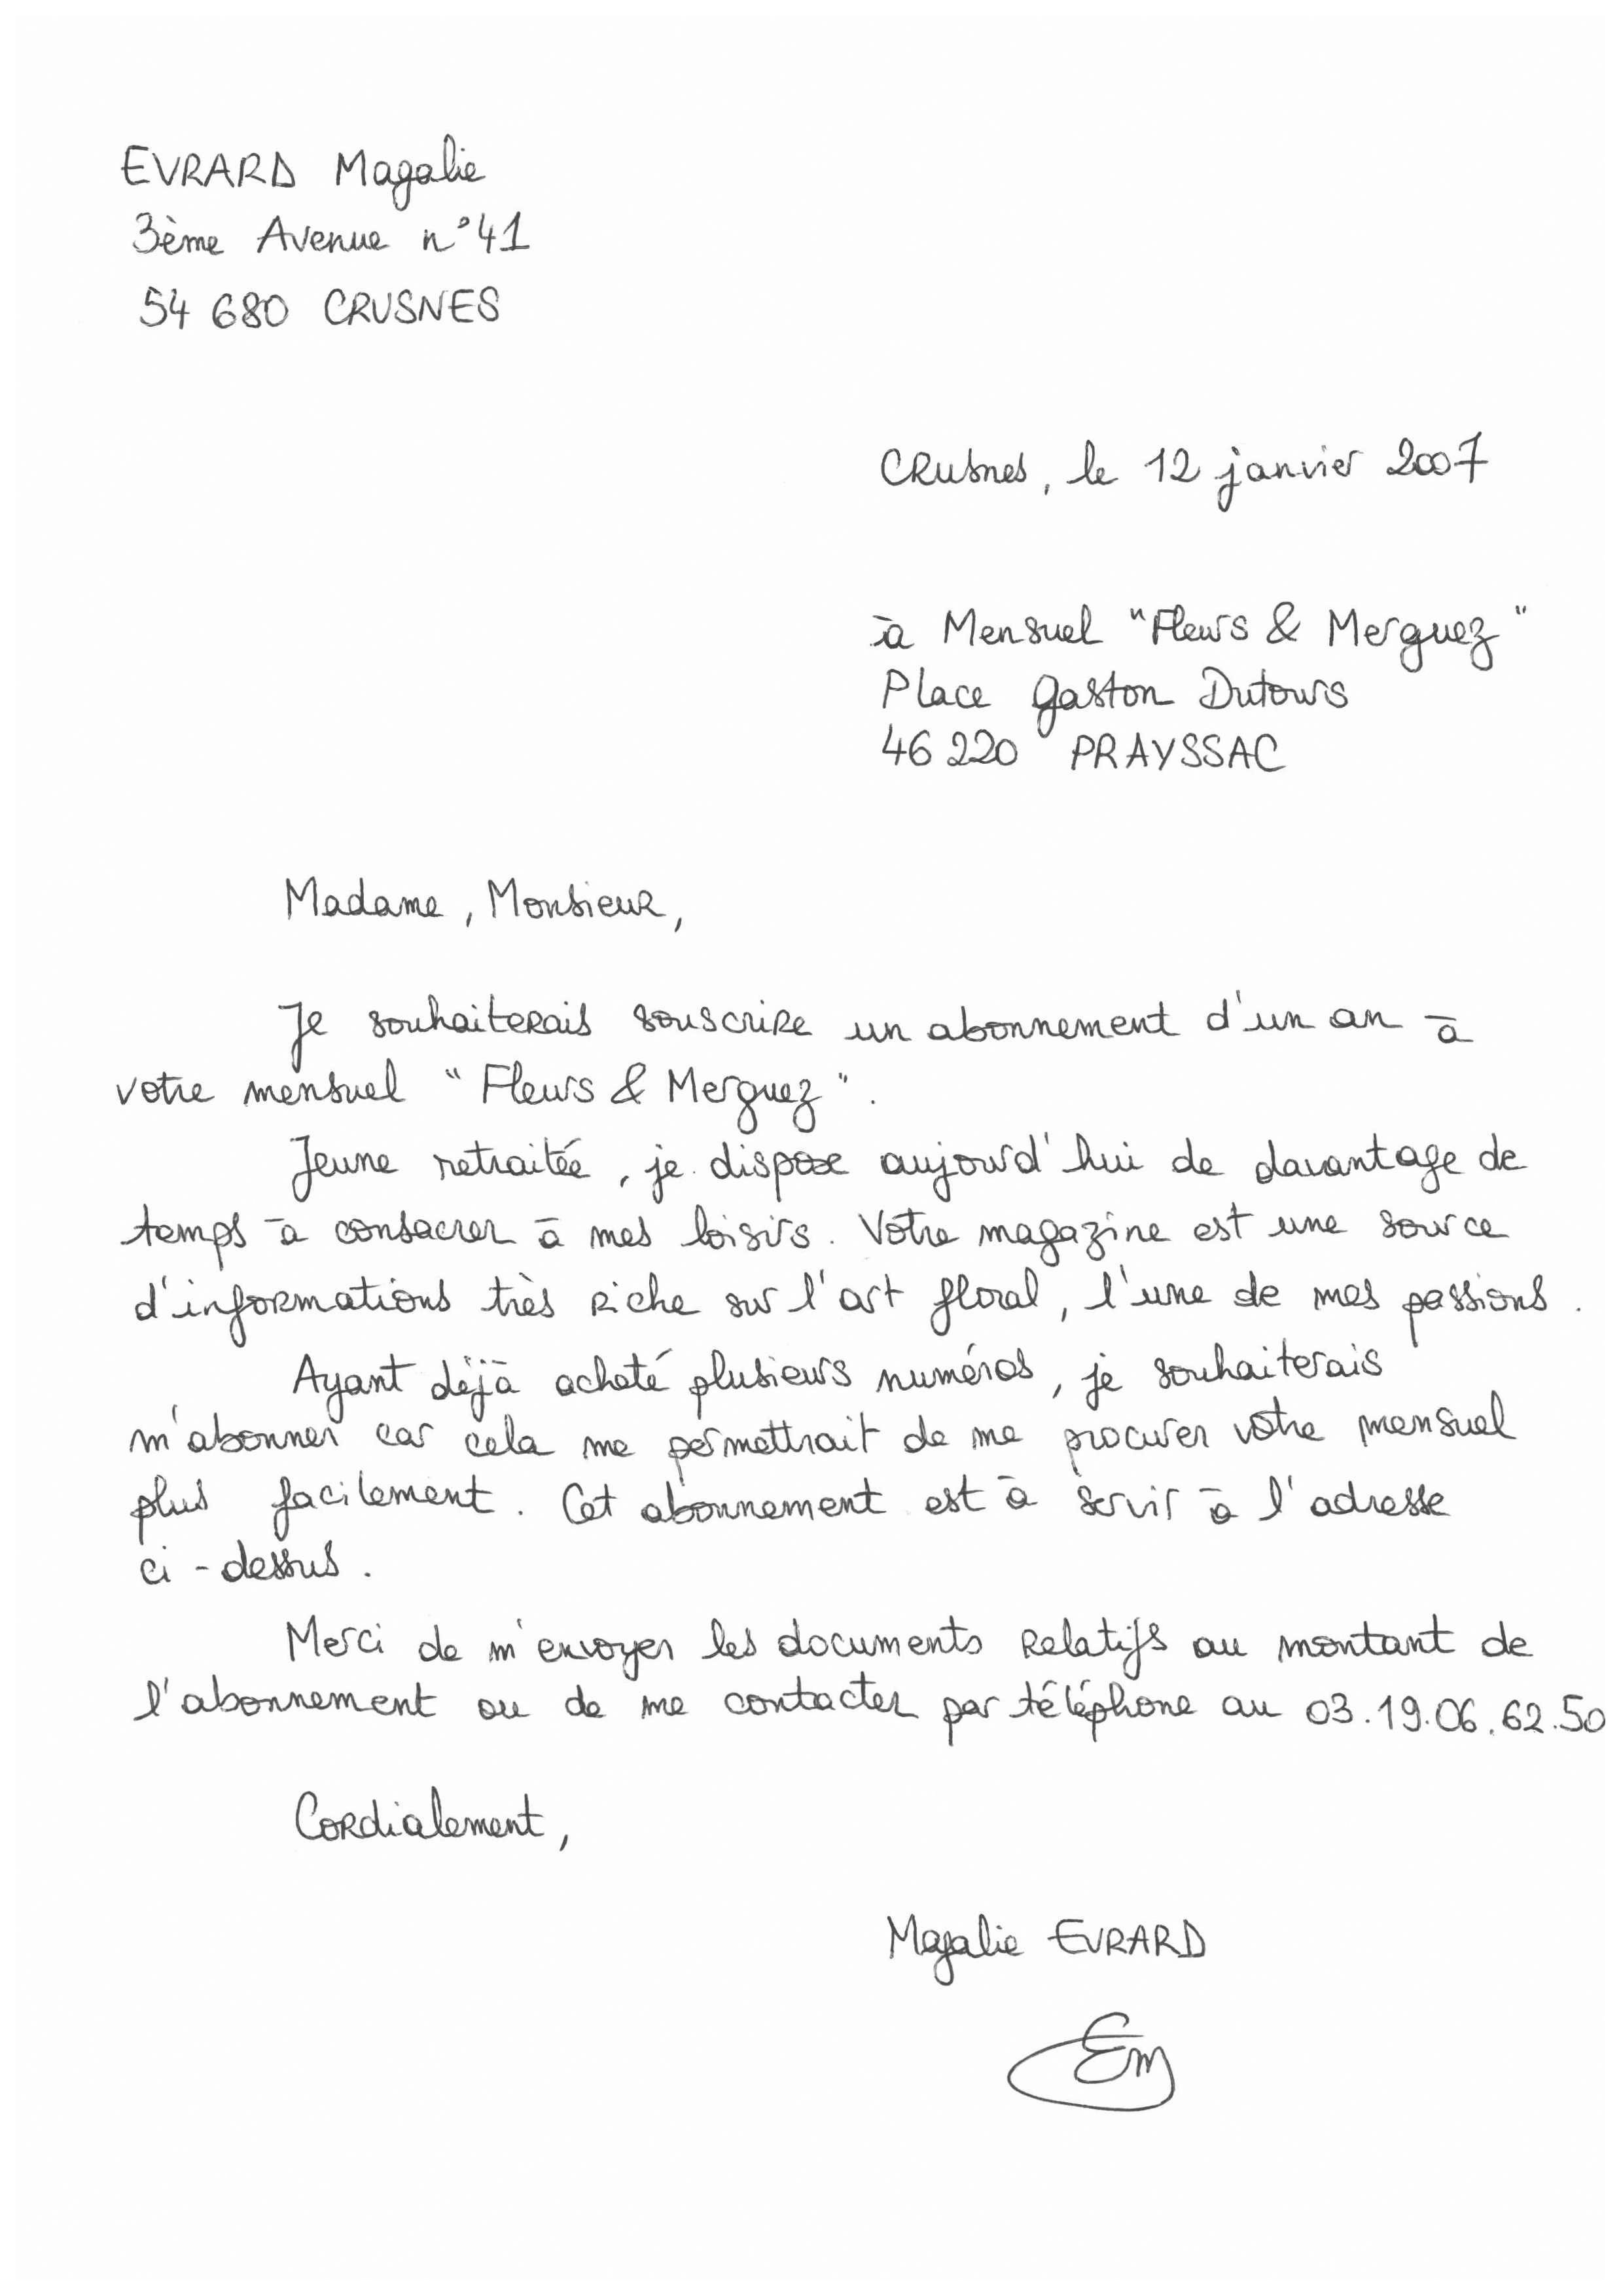 EVRARD Magalie
3ème Avenue n°41
54 680 CRUSNES
CRusnes, le 12 janvier 2007
à Mensuel "Fleurs & Merguez"
Place Gaston Dutours
46 220 PRAYSSAC
Madame, Monsieur,
Je souhaiterais souscrire un abonnement d'un an à
votre mensuel "Fleurs & Merguez".
Jeune retraitée, je dispose aujourd'hui de davantage de
temps à consacrer à mes loisirs. Votre magazine est une source
d'informations très riche sur l'art floral, l'une de mes passions.
Ayant déjà acheté plusieurs numéros, je souhaiterais
m'abonner car cela me permettrait de me procurer votre mensuel
plus facilement. Cet abonnement est à servir à l'adresse
ci-dessus.
Merci de m'envoyer les documents relatifs au montant de
l'abonnement ou de me contacter par téléphone au 03.19.06.62.50
Cordialement,
Magalie EVRARD
Em